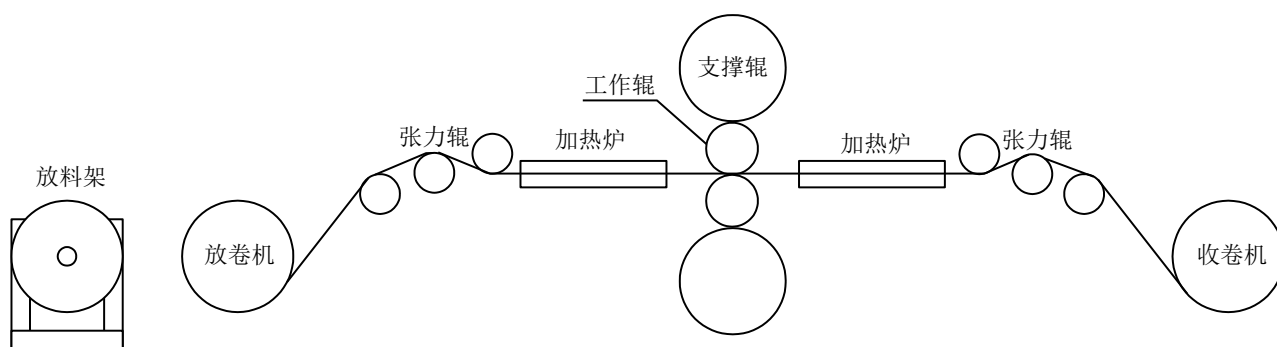 支撑辊
工作辊
张力辊
加热炉
加热炉
张力辊
放料架
放卷机
收卷机